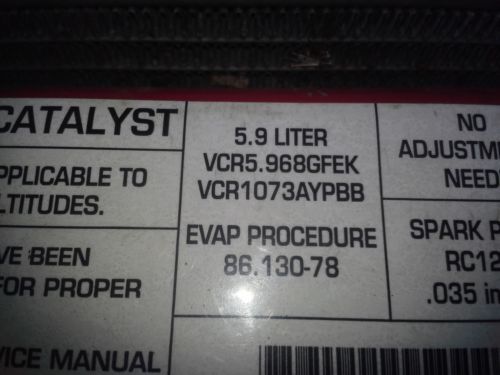 CATALYST
5.9 LITER
VCR5.968GFEK
VCR1073AYPBB
NO
ADJUSTME
NEED
PPLICABLE TO
LTITUDES.
EVAP PROCEDURE
86.130-78
SPARK P
RC12
.035 in
VE BEEN
FOR PROPER
VICE MANUAL